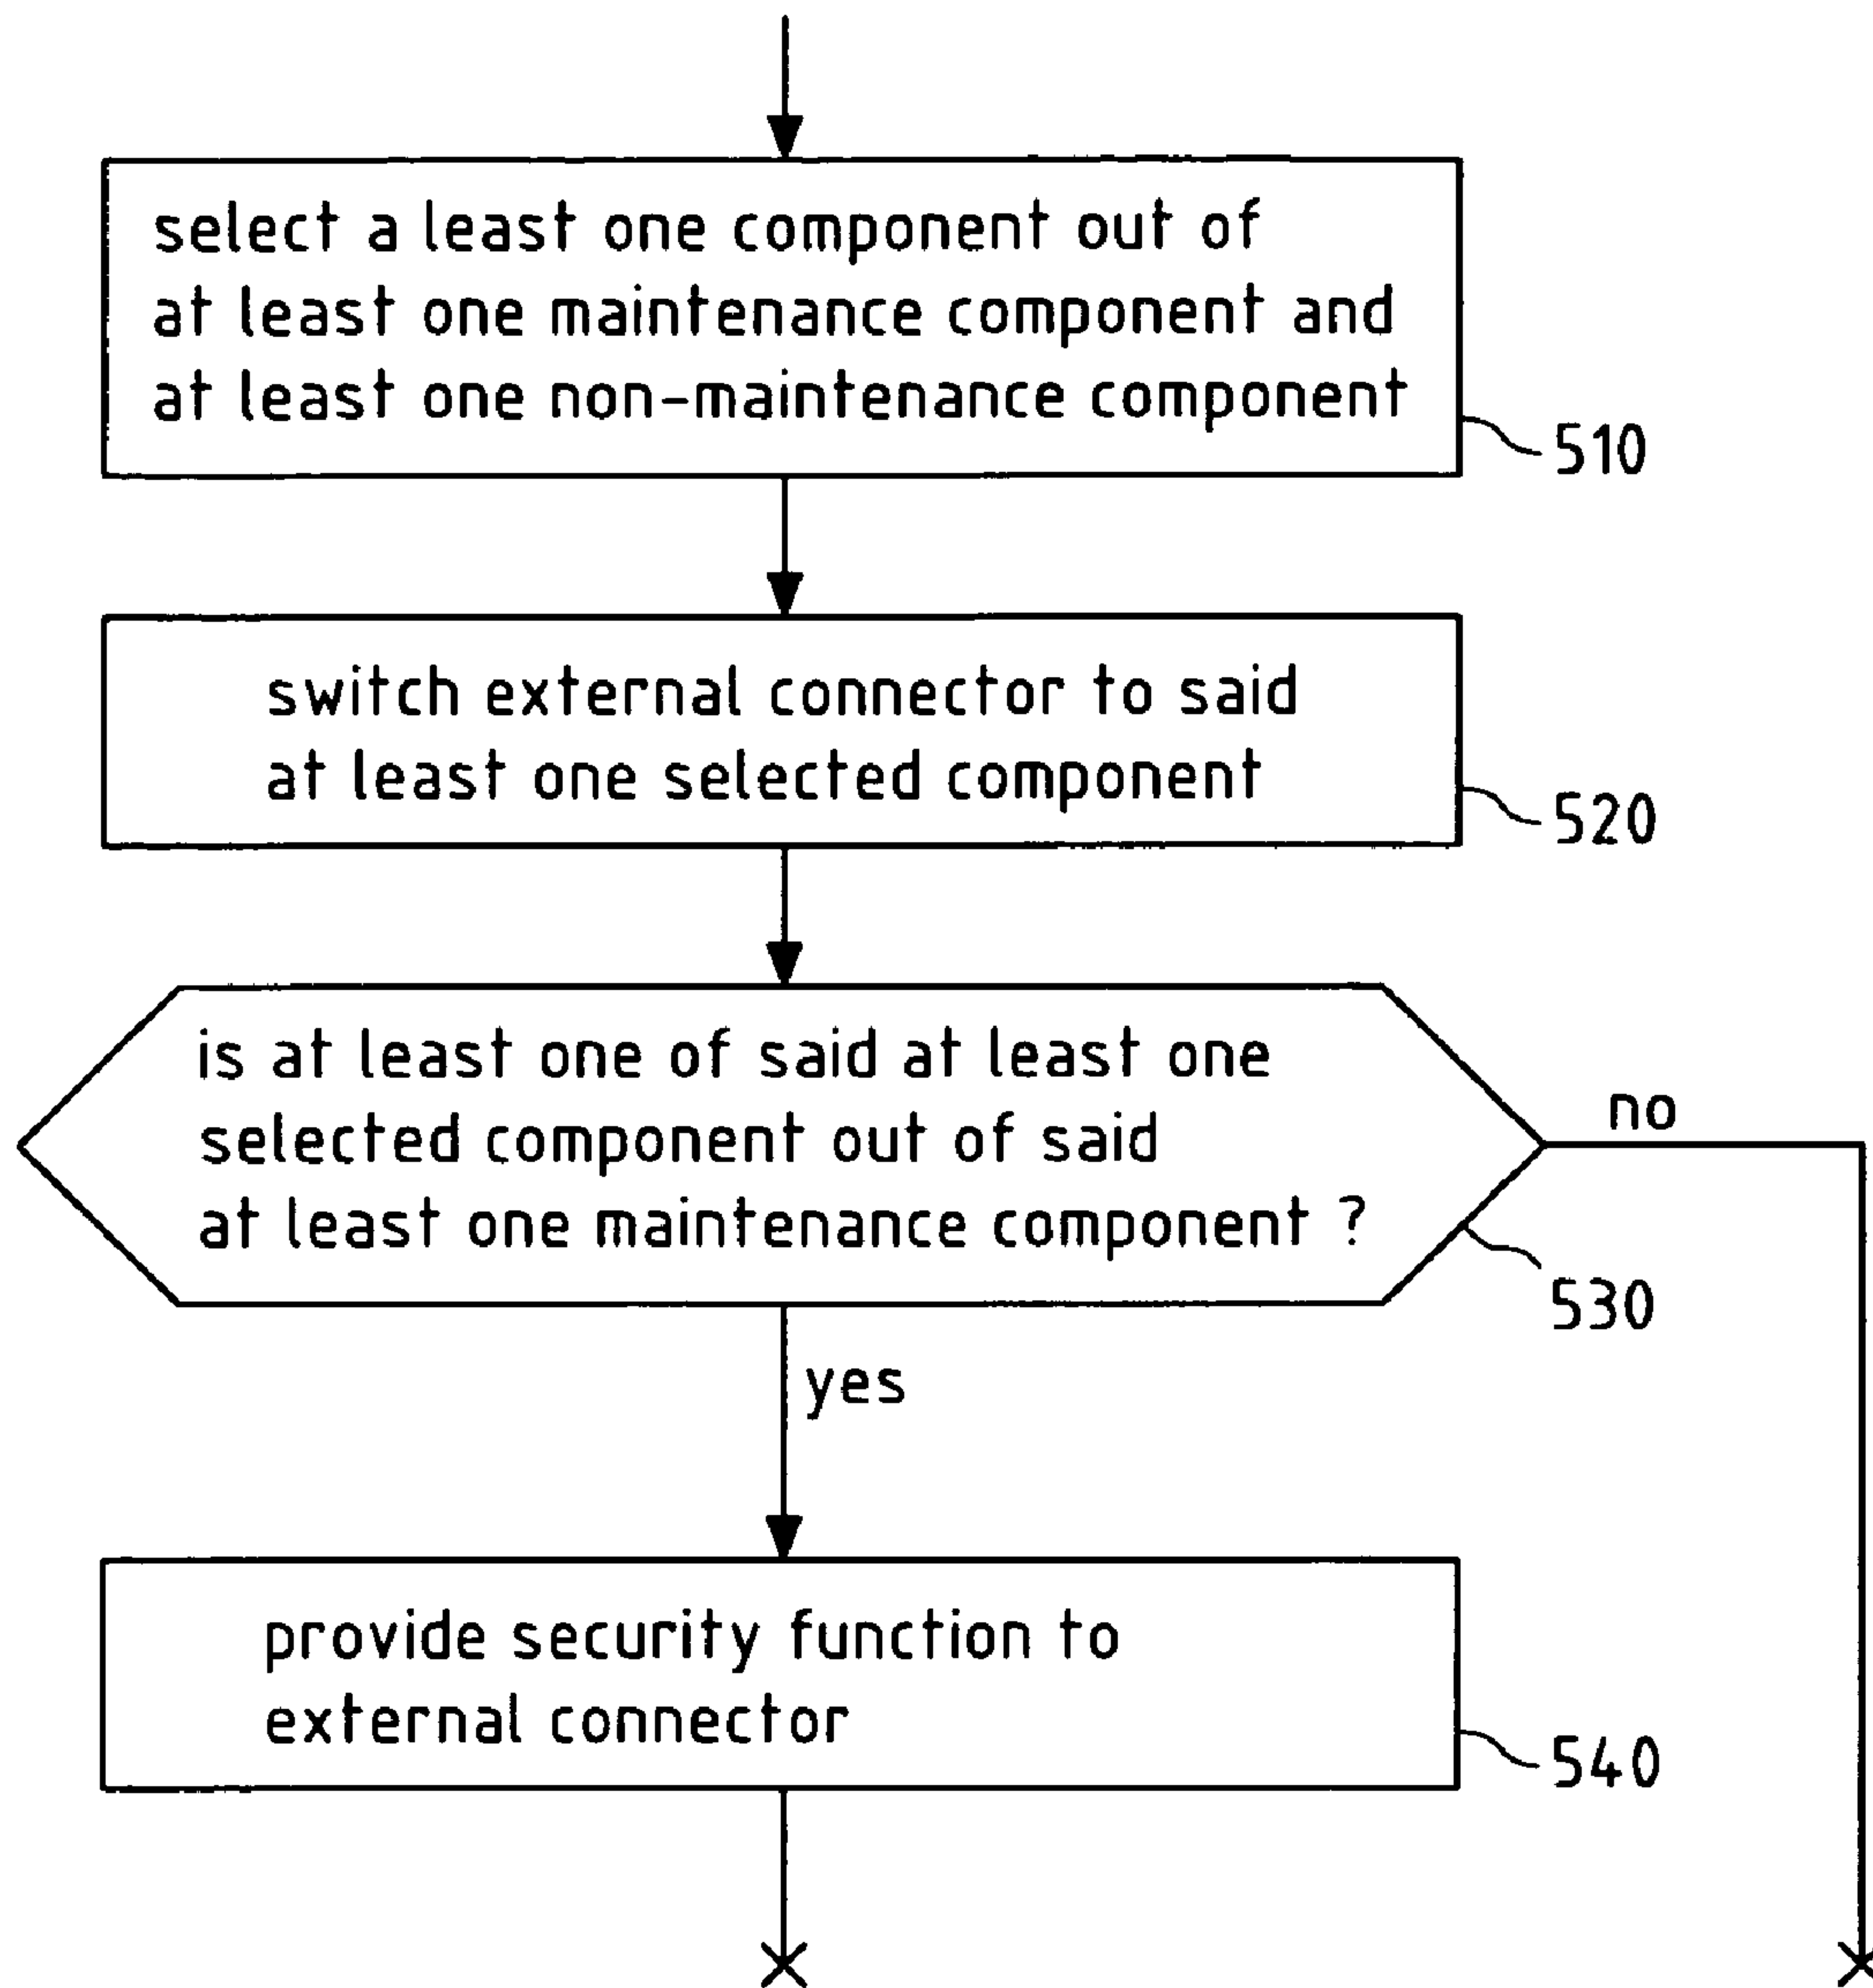 select a least one component out of
at least one maintenance component and
at least one non-maintenance component
510
switch external connector to said
at least one selected component
520
is at least one of said at least one
selected component out of said
at least one maintenance component ?
no
530
yes
provide security function to
external connector
540